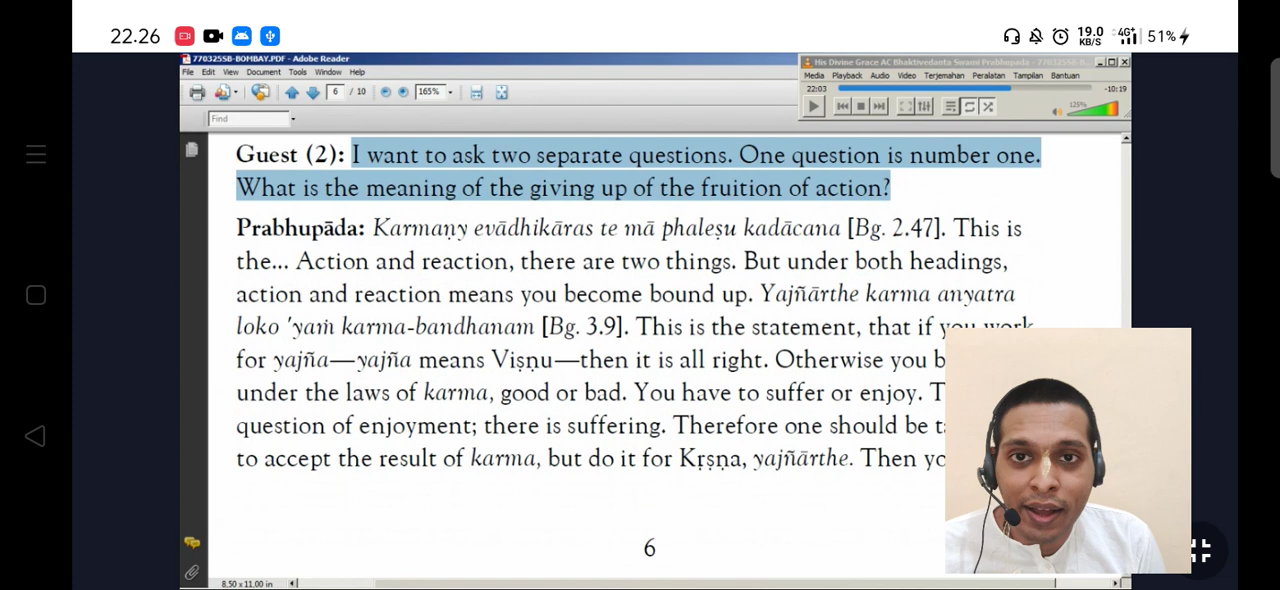 22.26
19.0
KB/S
4G+
51%
770325SB-BOMBAY.PDF - Adobe Reader
File Edit View Document Tools Window Help
6 / 10 165%
Find
His Divine Grace AC Bhaktivedanta Swami Prabhupada - 770325SB-B
Media Playback Audio Video Terjemahan Peralatan Tampilan Bantuan
22:03 -10:19
125%
Guest (2): I want to ask two separate questions. One question is number one.
What is the meaning of the giving up of the fruition of action?
Prabhupāda: Karmaṇy evādhikāras te mā phaleṣu kadācana [Bg. 2.47]. This is
the... Action and reaction, there are two things. But under both headings,
action and reaction means you become bound up. Yajñārthe karma anyatra
loko 'yaṁ karma-bandhanam [Bg. 3.9]. This is the statement, that if you work
for yajña—yajña means Viṣṇu—then it is all right. Otherwise you b
under the laws of karma, good or bad. You have to suffer or enjoy. T
question of enjoyment; there is suffering. Therefore one should be t
to accept the result of karma, but do it for Kṛṣṇa, yajñārthe. Then yo
6
8,50 x 11,00 in